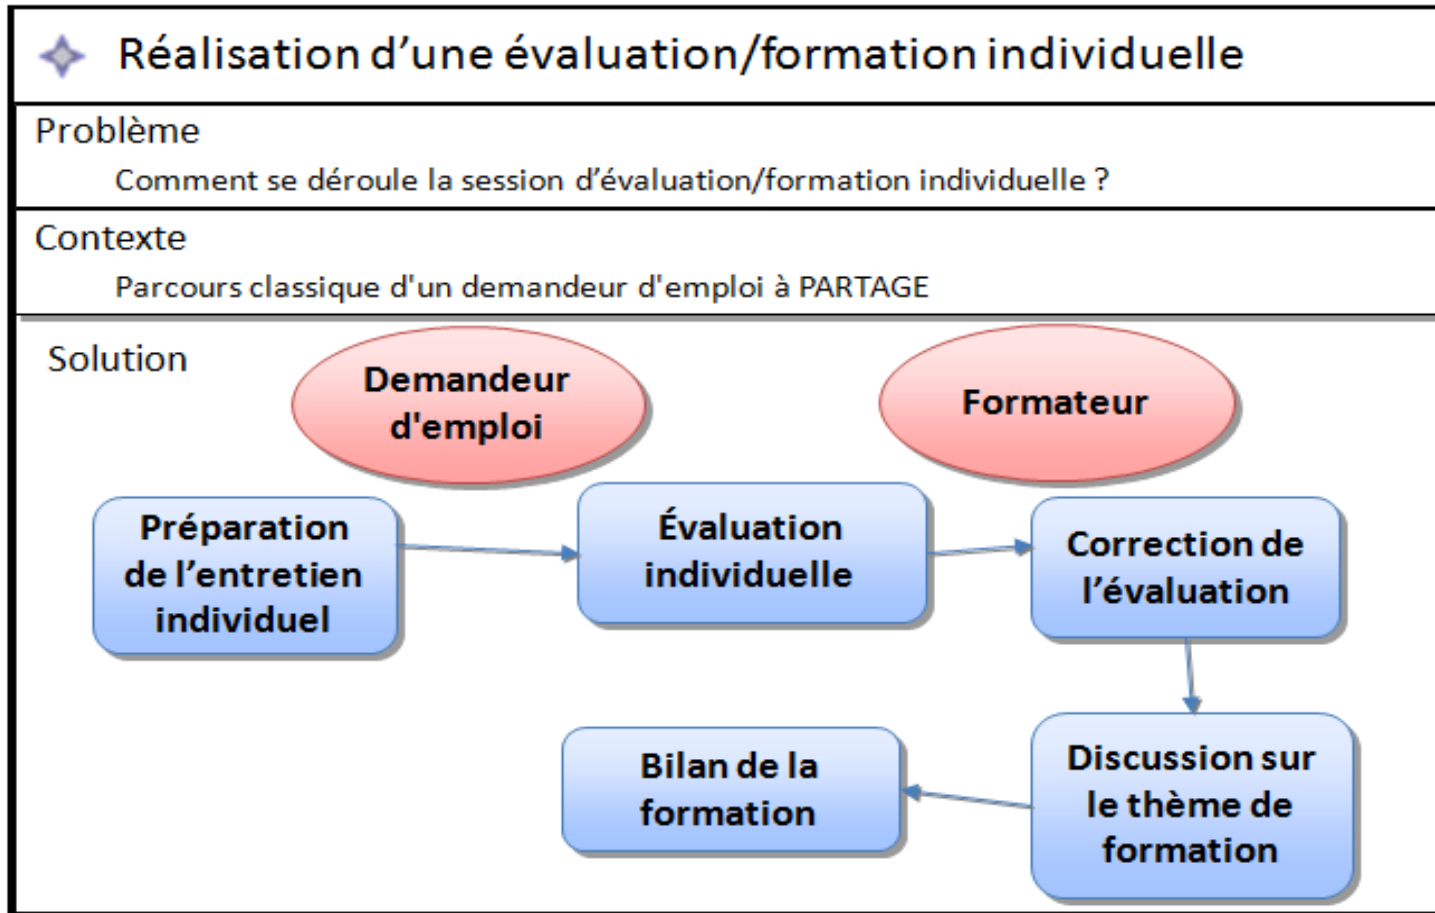 Réalisation d’une évaluation/formation individuelle
Problème
Comment se déroule la session d’évaluation/formation individuelle ?
Contexte
Parcours classique d'un demandeur d'emploi à PARTAGE
Solution
Demandeur
d'emploi
Formateur
Préparation
de l’entretien
individuel
Évaluation
individuelle
Correction de
l’évaluation
Discussion sur
le thème de
formation
Bilan de la
formation